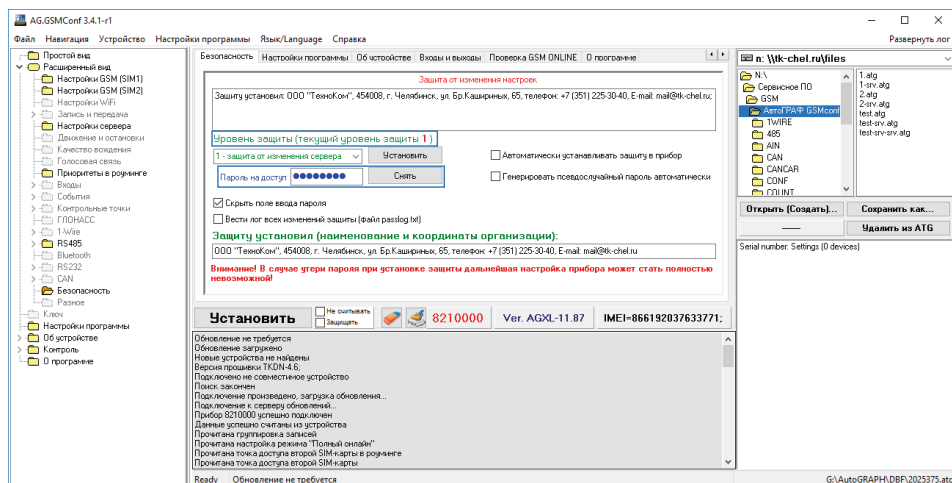 AG.GSMConf 3.4.1-r1
Файл Навигация Устройство Настройки программы Язык/Language Справка
Развернуть лог
Простой вид
Расширенный вид
Настройки GSM (SIM1)
Настройки GSM (SIM2)
Настройки WiFi
Запись и передача
Настройки сервера
Движение и остановки
Качество вождения
Голосовая связь
Приоритеты в роуминге
Входы
События
Контрольные точки
ГЛОНАСС
1-Wire
RS485
Bluetooth
RS232
CAN
Безопасность
Разное
Ключ
Настройки программы
Об устройстве
Контроль
О программе
Безопасность Настройки программы Об устройстве Входы и выходы Проверка GSM ONLINE О программе
Защита от изменения настроек
Защиту установил: ООО "ТехноКом", 454008, г. Челябинск, ул. Бр.Кашириных, 65, телефон: +7 (351) 225-30-40, E-mail: mail@tk-chel.ru;
Уровень защиты (текущий уровень защиты 1 )
1 - защита от изменения сервера
Установить
Автоматически устанавливать защиту в прибор
Пароль на доступ
Снять
Генерировать псевдослучайный пароль автоматически
Скрыть поле ввода пароля
Вести лог всех изменений защиты (файл passlog.txt)
Защиту установил (наименование и координаты организации):
ООО "ТехноКом", 454008, г. Челябинск, ул. Бр.Кашириных, 65, телефон: +7 (351) 225-30-40, E-mail: mail@tk-chel.ru
Внимание! В случае утери пароля при установке защиты дальнейшая настройка прибора может стать полностью
невозможной!
Установить
Не считывать
Защищать
8210000
Ver. AGXL-11.87
IMEI=866192037633771;
Обновление не требуется
Обновление загружено
Новые устройства не найдены
Версия прошивки TKDN-4.6;
Подключено не совместимое устройство
Поиск закончен
Подключение произведено, загрузка обновления...
Подключение к серверу обновлений...
Прибор 8210000 успешно подключен
Данные успешно считаны из устройства
Прочитана группировка записей
Прочитана настройка режима "Полный онлайн"
Прочитана точка доступа второй SIM-карты в роуминге
Прочитана точка доступа второй SIM-карты
n: \\tk-chel.ru\files
N:\
Сервисное ПО
GSM
АвтоГРАФ GSMconf
1WIRE
485
AIN
CAN
CANCAR
CONF
COUNT
1.atg
1-srv.atg
2.atg
2-srv.atg
test.atg
test-srv.atg
test-srv-srv.atg
Открыть (Создать)...
Сохранить как...
Удалить из ATG
Serial number: Settings (0 devices)
Ready Обновление не требуется
G:\AutoGRAPH\DBF\2025375.atg